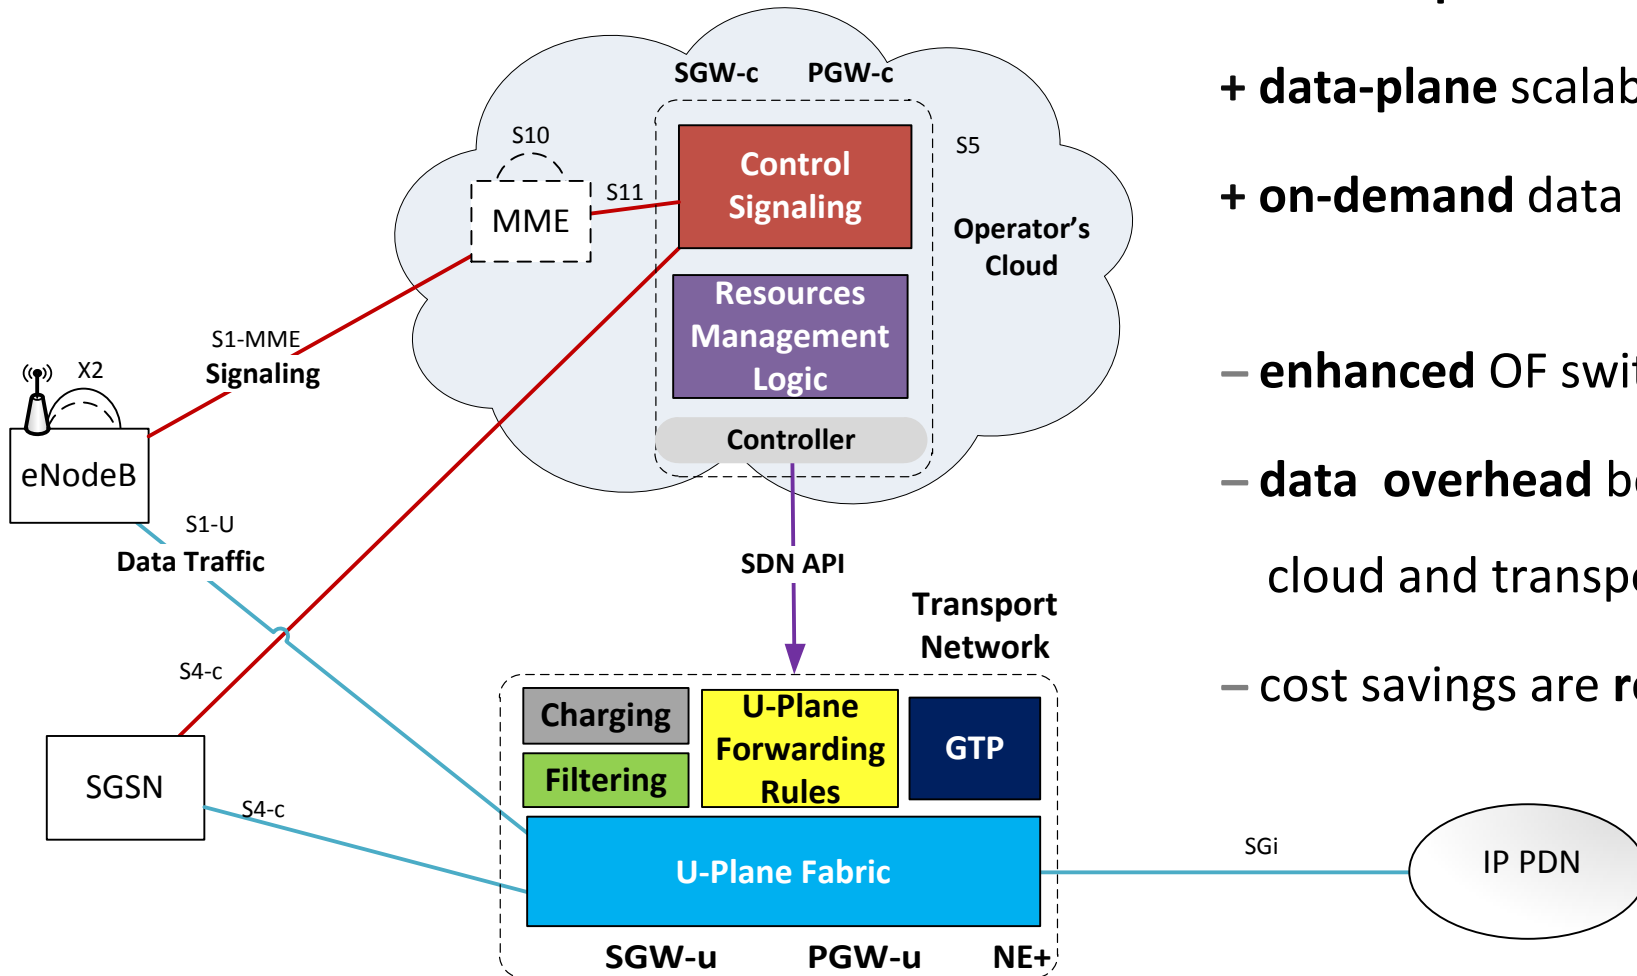 SGW-c PGW-c
S10
S11
MME
Control
Signaling
S5
Operator's
Cloud
Resources
Management
Logic
Controller
S1-MME
Signaling
X2
eNodeB
S1-U
Data Traffic
SDN API
Transport
Network
S4-c
SGSN
S4-c
Charging
Filtering
U-Plane
Forwarding
Rules
GTP
U-Plane Fabric
SGW-u PGW-u NE+
SGi
IP PDN
+ data-plane
+ on-demand data
– enhanced OF
– data overhead
cloud and
– cost savings are